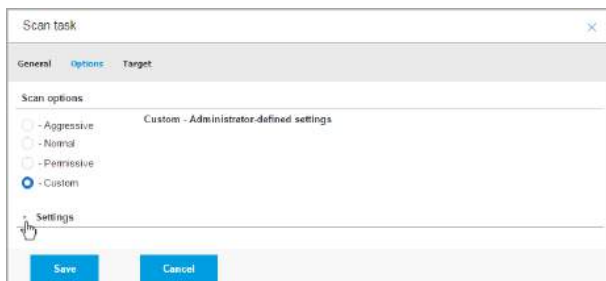 Scan task
General Options Target
Scan options
- Aggressive
Custom - Administrator-defined settings
- Normal
- Permissive
- Custom
Settings
Save Cancel